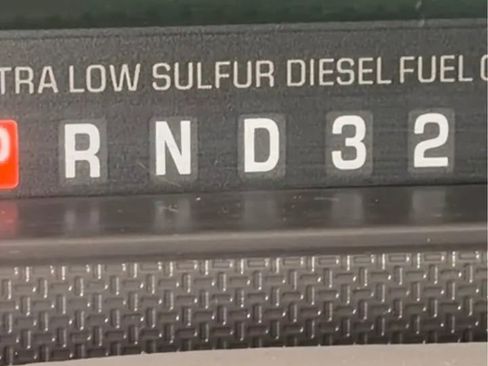 TRA LOW SULFUR DIESEL FUEL O
P R N D 3 2